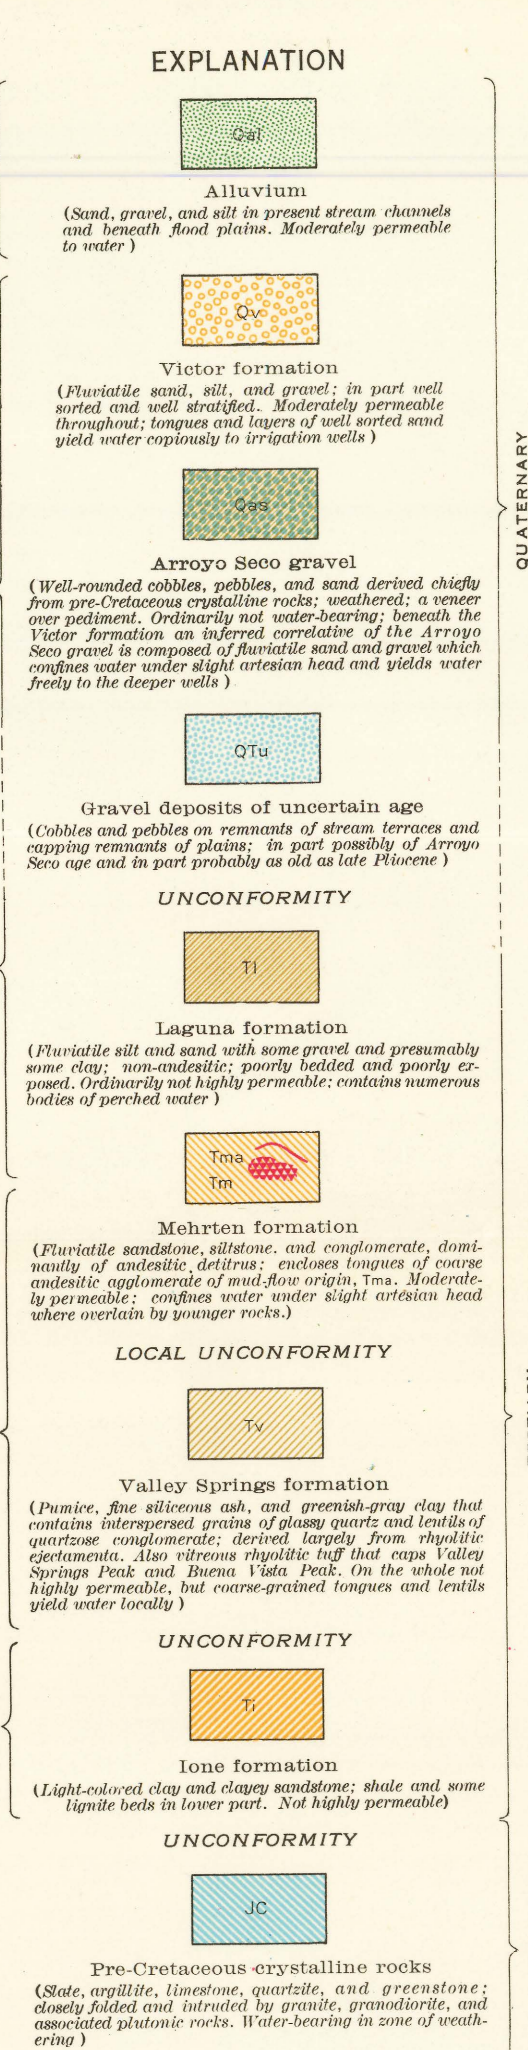 EXPLANATION
Qal
Alluvium
(Sand, gravel, and silt in present stream channels
and beneath flood plains. Moderately permeable
to water )
Qv
Victor formation
(Fluviatile sand, silt, and gravel; in part well
sorted and well stratified. Moderately permeable
throughout; tongues and layers of well sorted sand
yield water copiously to irrigation wells )
QUATERNARY
Qas
Arroyo Seco gravel
(Well-rounded cobbles, pebbles, and sand derived chiefly
from pre-Cretaceous crystalline rocks; weathered; a veneer
over pediment. Ordinarily not water-bearing; beneath the
Victor formation an inferred correlative of the Arroyo
Seco gravel is composed of fluviatile sand and gravel which
confines water under slight artesian head and yields water
freely to the deeper wells )
QTu
Gravel deposits of uncertain age
(Cobbles and pebbles on remnants of stream terraces and
capping remnants of plains; in part possibly of Arroyo
Seco age and in part probably as old as late Pliocene )
UNCONFORMITY
Tl
Laguna formation
(Fluviatile silt and sand with some gravel and presumably
some clay; non-andesitic; poorly bedded and poorly ex-
posed. Ordinarily not highly permeable; contains numerous
bodies of perched water )
Tma
Tm
Mehrten formation
(Fluviatile sandstone, siltstone. and conglomerate, domi-
nantly of andesitic detritus; encloses tongues of coarse
andesitic agglomerate of mud-flow origin, Tma. Moderate-
ly permeable; confines water under slight artesian head
where overlain by younger rocks.)
LOCAL UNCONFORMITY
Tv
Valley Springs formation
(Pumice, fine siliceous ash, and greenish-gray clay that
contains interspersed grains of glassy quartz and lentils of
quartzose conglomerate; derived largely from rhyolitic
ejectamenta. Also vitreous rhyolitic tuff that caps Valley
Springs Peak and Buena Vista Peak. On the whole not
highly permeable, but coarse-grained tongues and lentils
yield water locally )
UNCONFORMITY
Ti
Ione formation
(Light-colored clay and clayey sandstone; shale and some
lignite beds in lower part. Not highly permeable)
UNCONFORMITY
JC
Pre-Cretaceous crystalline rocks
(Slate, argillite, limestone, quartzite, and greenstone;
closely folded and intruded by granite, granodiorite, and
associated plutonic rocks. Water-bearing in zone of weath-
ering )